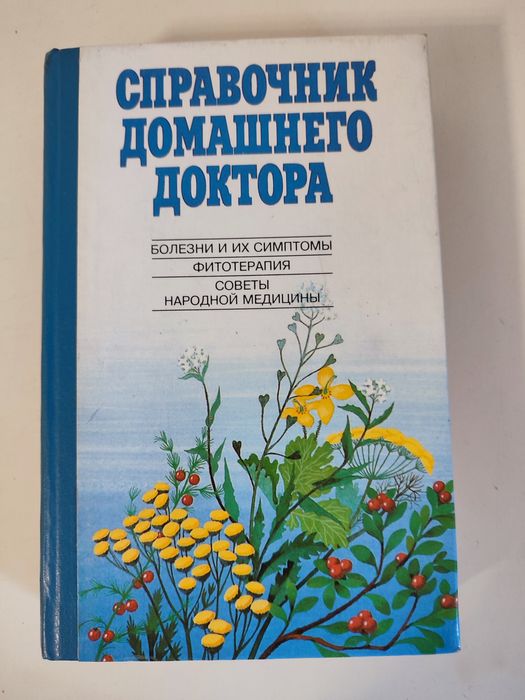 СПРАВОЧНИК
ДОМАШНЕГО
ДОКТОРА
БОЛЕЗНИ И ИХ СИМПТОМЫ
ФИТОТЕРАПИЯ
СОВЕТЫ
НАРОДНОЙ МЕДИЦИНЫ